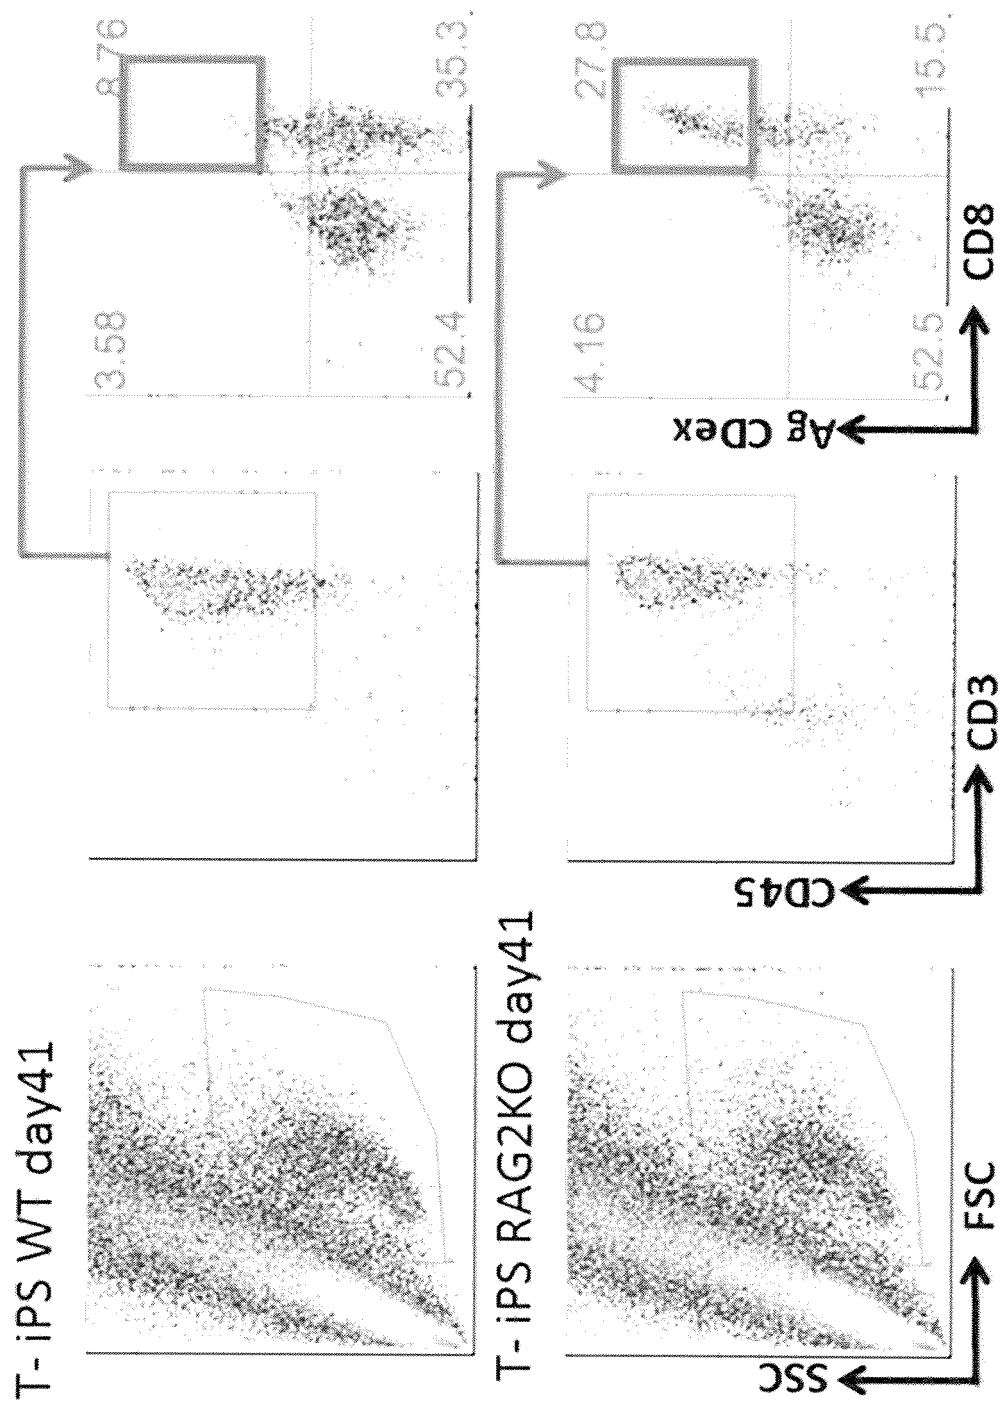 T- iPS WT day41
3.58
8.76
52.4
35.3
T- iPS RAG2KO day41
4.16
27.8
52.5
15.5
SSC
FSC
CD45
CD3
Ag CDex
CD8